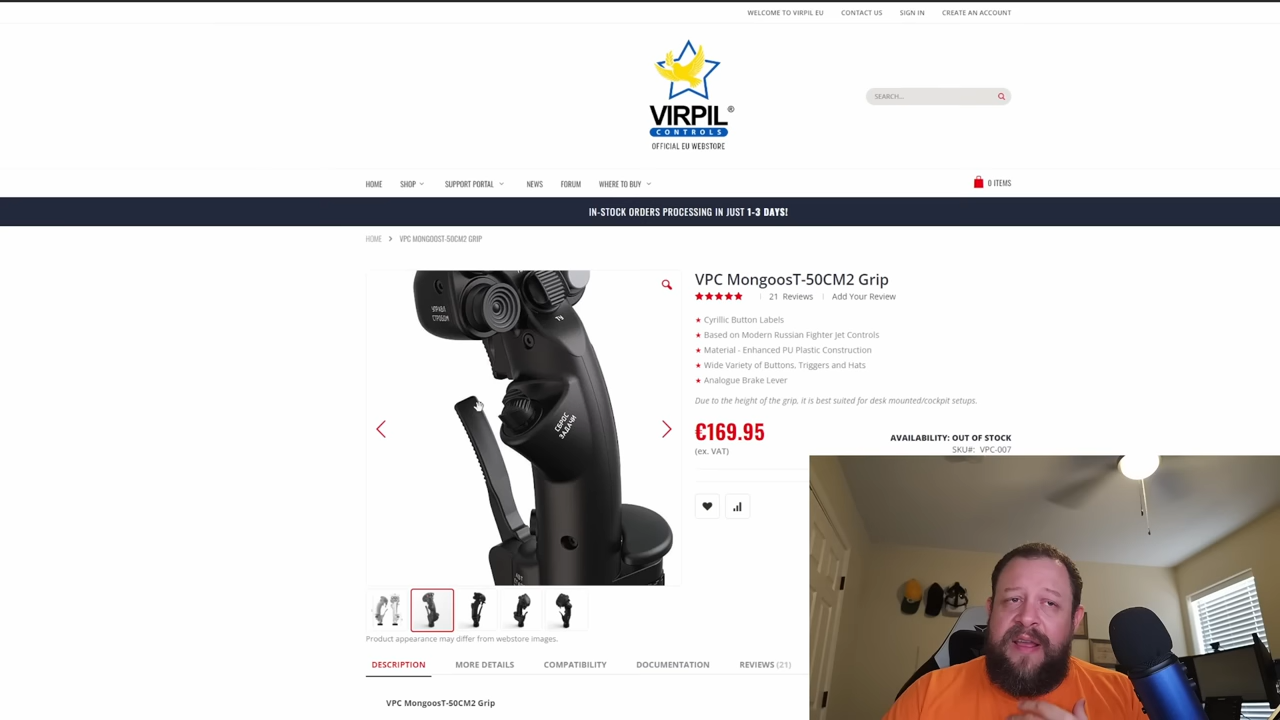 WELCOME TO VIRPIL EU CONTACT US SIGN IN CREATE AN ACCOUNT
VIRPIL®
CONTROLS
OFFICIAL EU WEBSTORE
SEARCH...
HOME SHOP SUPPORT PORTAL NEWS FORUM WHERE TO BUY 0 ITEMS
IN-STOCK ORDERS PROCESSING IN JUST 1-3 DAYS!
HOME > VPC MONGOOST-50CM2 GRIP
VPC MongoosT-50CM2 Grip
21 Reviews Add Your Review
Cyrillic Button Labels
Based on Modern Russian Fighter Jet Controls
Material - Enhanced PU Plastic Construction
Wide Variety of Buttons, Triggers and Hats
Analogue Brake Lever
Due to the height of the grip, it is best suited for desk mounted/cockpit setups.
€169.95
(ex. VAT)
AVAILABILITY: OUT OF STOCK
SKU#: VPC-007
СБРОС
ЗАДАЧИ
Product appearance may differ from webstore images.
DESCRIPTION MORE DETAILS COMPATIBILITY DOCUMENTATION REVIEWS (21)
VPC MongoosT-50CM2 Grip